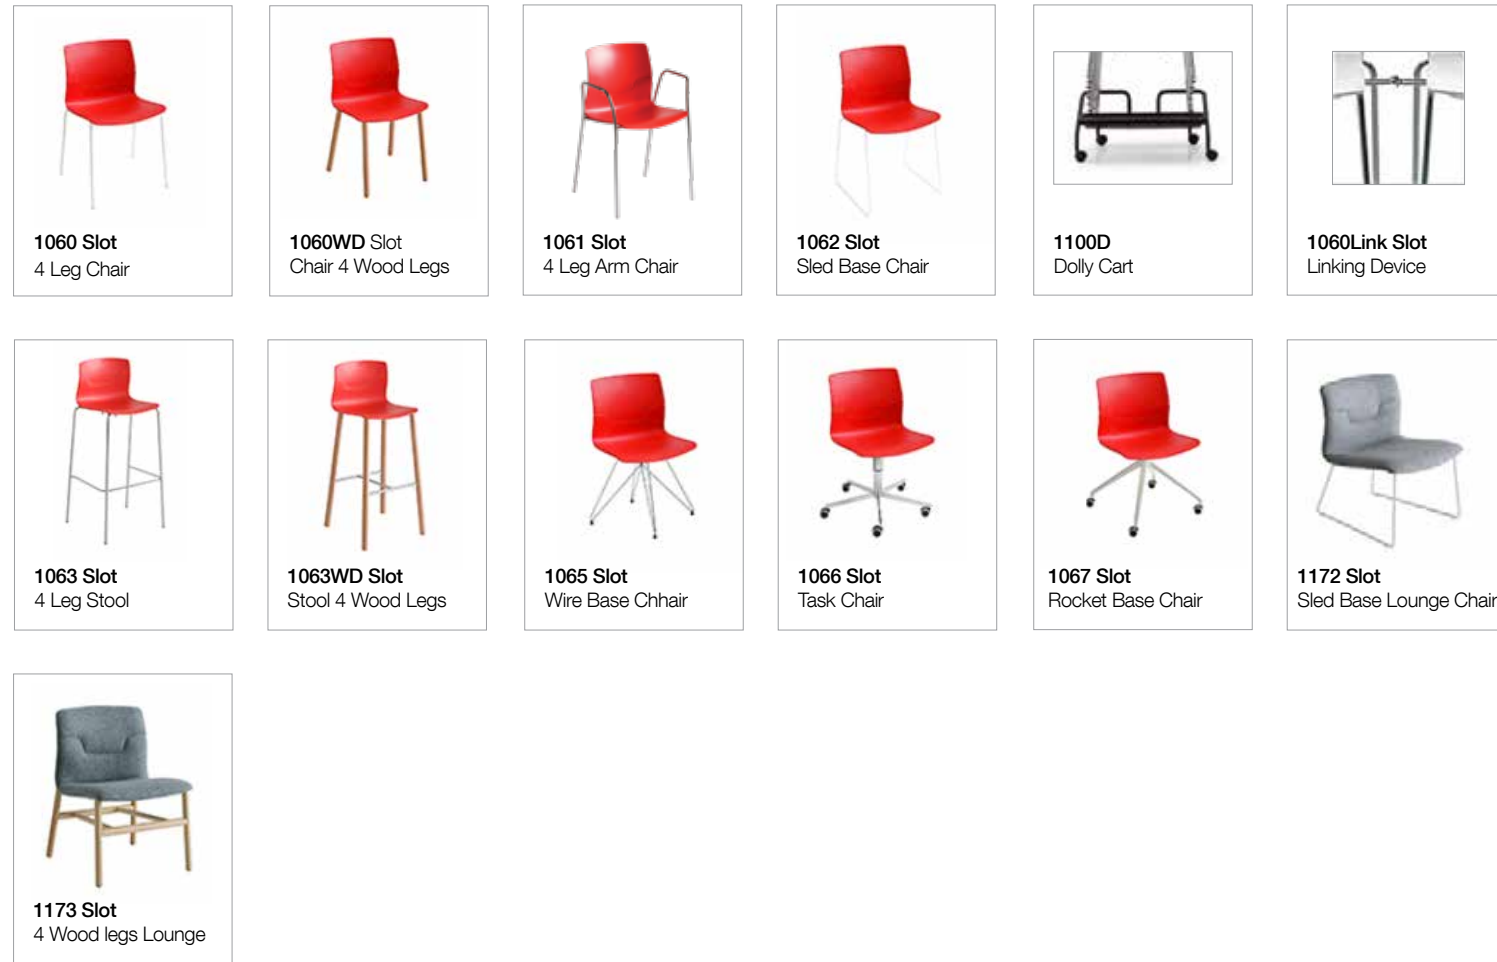 1060 Slot
4 Leg Chair
1060WD Slot
Chair 4 Wood Legs
1061 Slot
4 Leg Arm Chair
1062 Slot
Sled Base Chair
1100D
Dolly Cart
1060Link Slot
Linking Device
1063 Slot
4 Leg Stool
1063WD Slot
Stool 4 Wood Legs
1065 Slot
Wire Base Chhair
1066 Slot
Task Chair
1067 Slot
Rocket Base Chair
1172 Slot
Sled Base Lounge Chair
1173 Slot
4 Wood legs Lounge